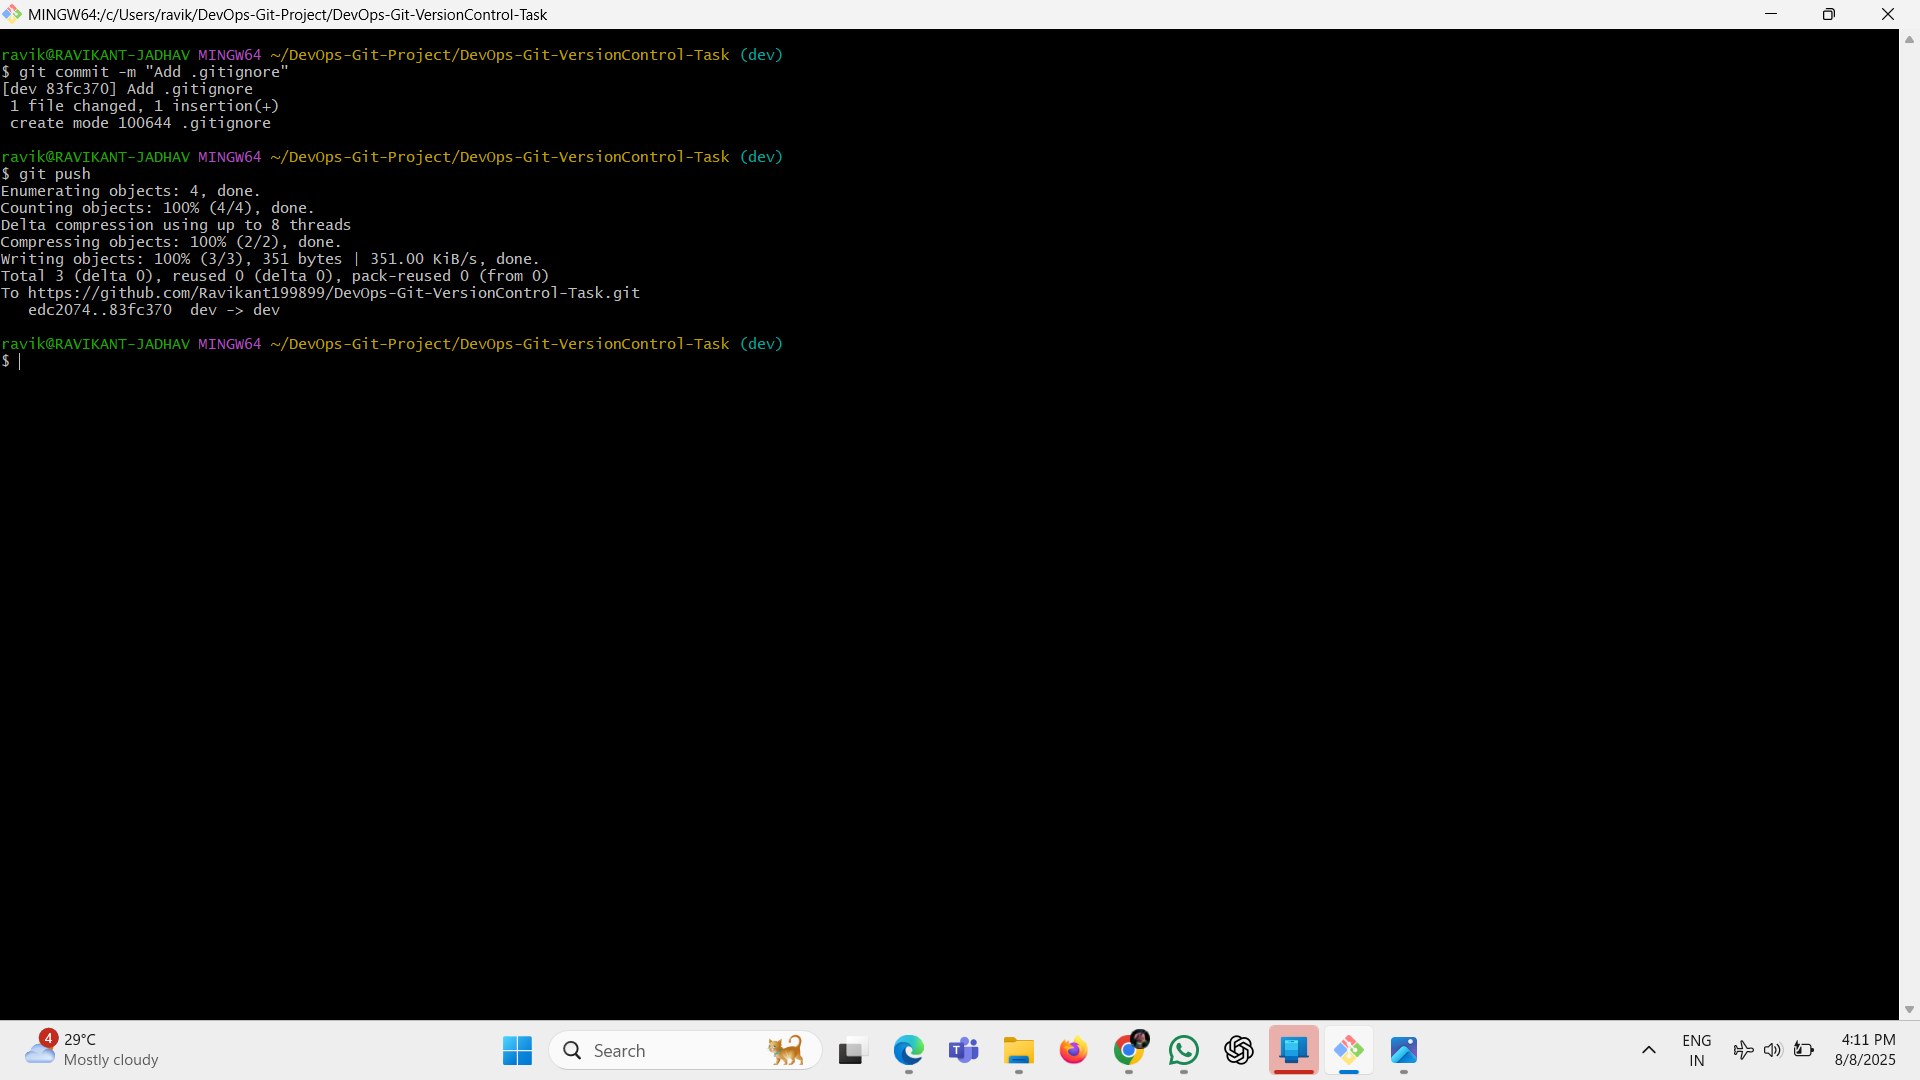 MINGW64:/c/Users/ravik/DevOps-Git-Project/DevOps-Git-VersionControl-Task
ravik@RAVIKANT-JADHAV MINGW64 ~/DevOps-Git-Project/DevOps-Git-VersionControl-Task (dev)
$ git commit -m "Add .gitignore"
[dev 83fc370] Add .gitignore
 1 file changed, 1 insertion(+)
 create mode 100644 .gitignore
ravik@RAVIKANT-JADHAV MINGW64 ~/DevOps-Git-Project/DevOps-Git-VersionControl-Task (dev)
$ git push
Enumerating objects: 4, done.
Counting objects: 100% (4/4), done.
Delta compression using up to 8 threads
Compressing objects: 100% (2/2), done.
Writing objects: 100% (3/3), 351 bytes | 351.00 KiB/s, done.
Total 3 (delta 0), reused 0 (delta 0), pack-reused 0 (from 0)
To https://github.com/Ravikant199899/DevOps-Git-VersionControl-Task.git
   edc2074..83fc370  dev -> dev
ravik@RAVIKANT-JADHAV MINGW64 ~/DevOps-Git-Project/DevOps-Git-VersionControl-Task (dev)
$
4
29°C
Mostly cloudy
Search
ENG
IN
4:11 PM
8/8/2025